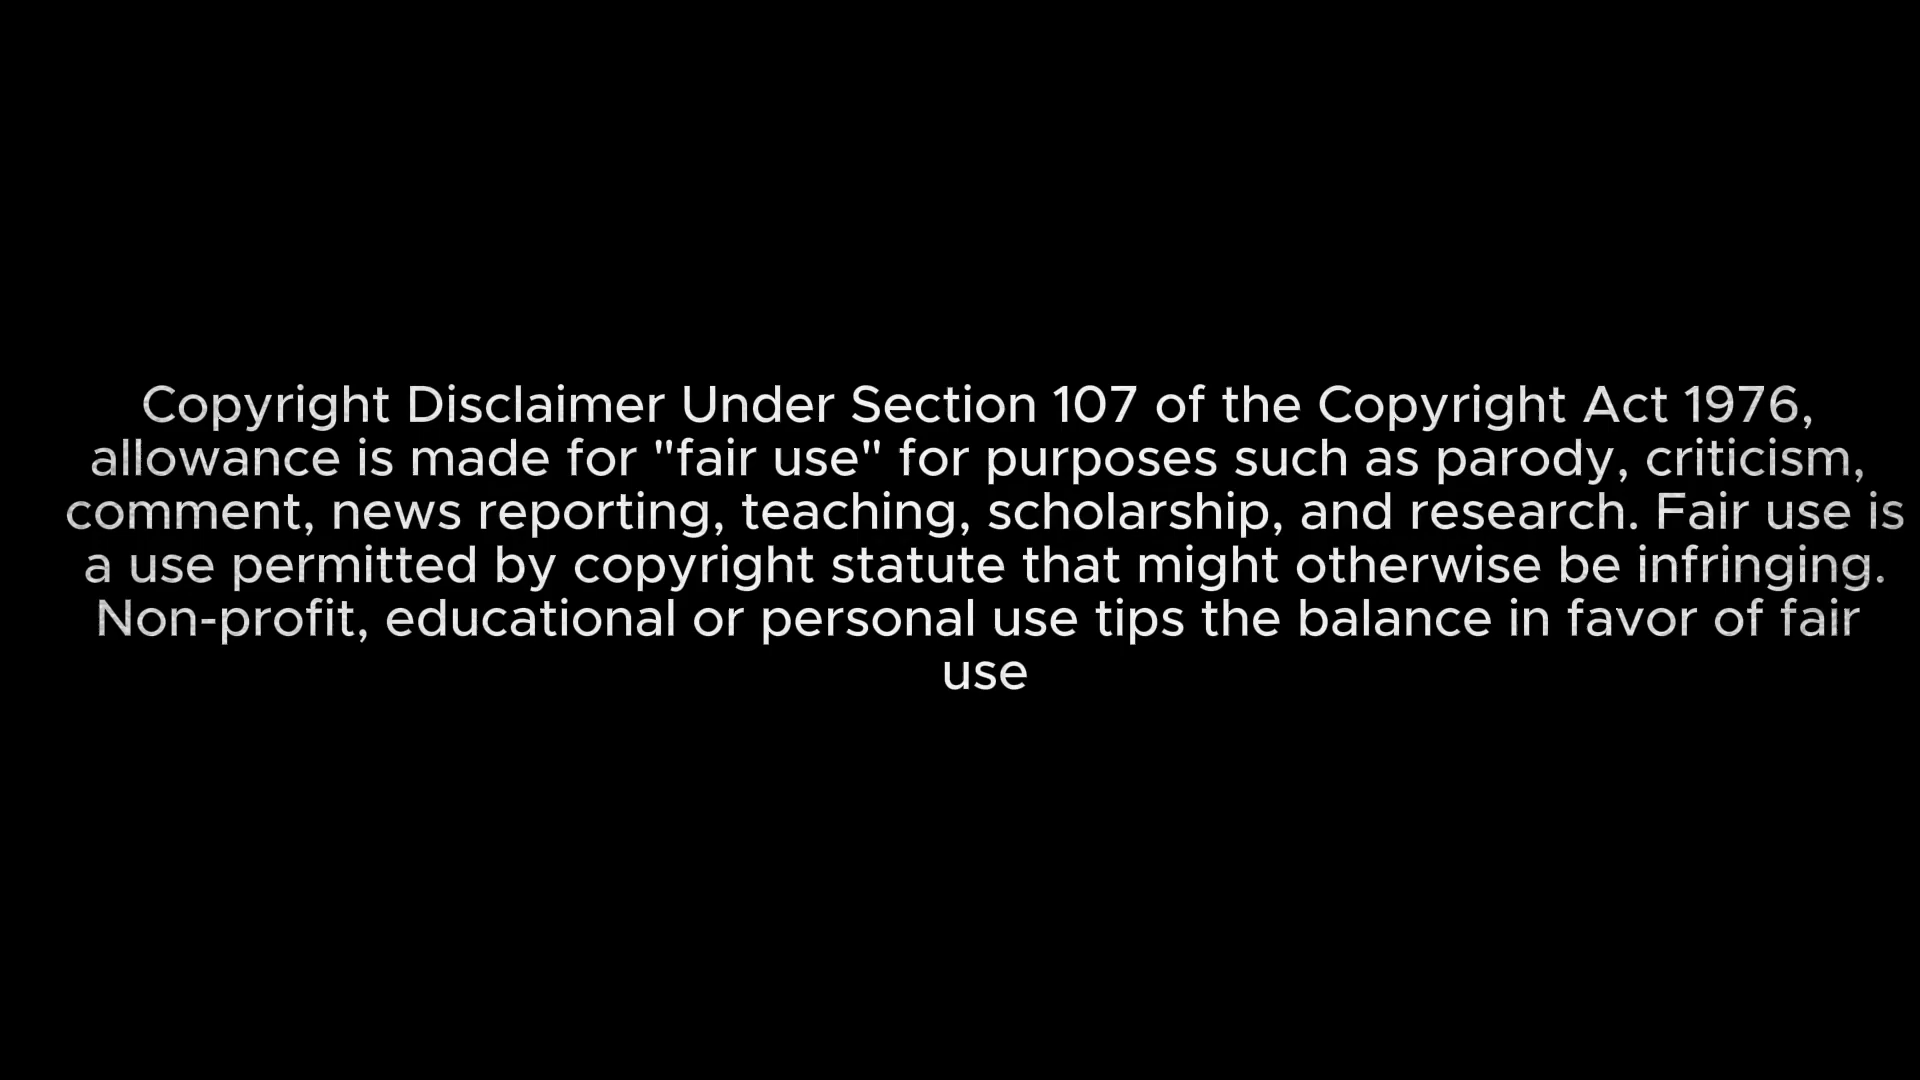 Copyright Disclaimer Under Section 107 of the Copyright Act 1976,
allowance is made for "fair use" for purposes such as parody, criticism,
comment, news reporting, teaching, scholarship, and research. Fair use is
a use permitted by copyright statute that might otherwise be infringing.
Non-profit, educational or personal use tips the balance in favor of fair
use